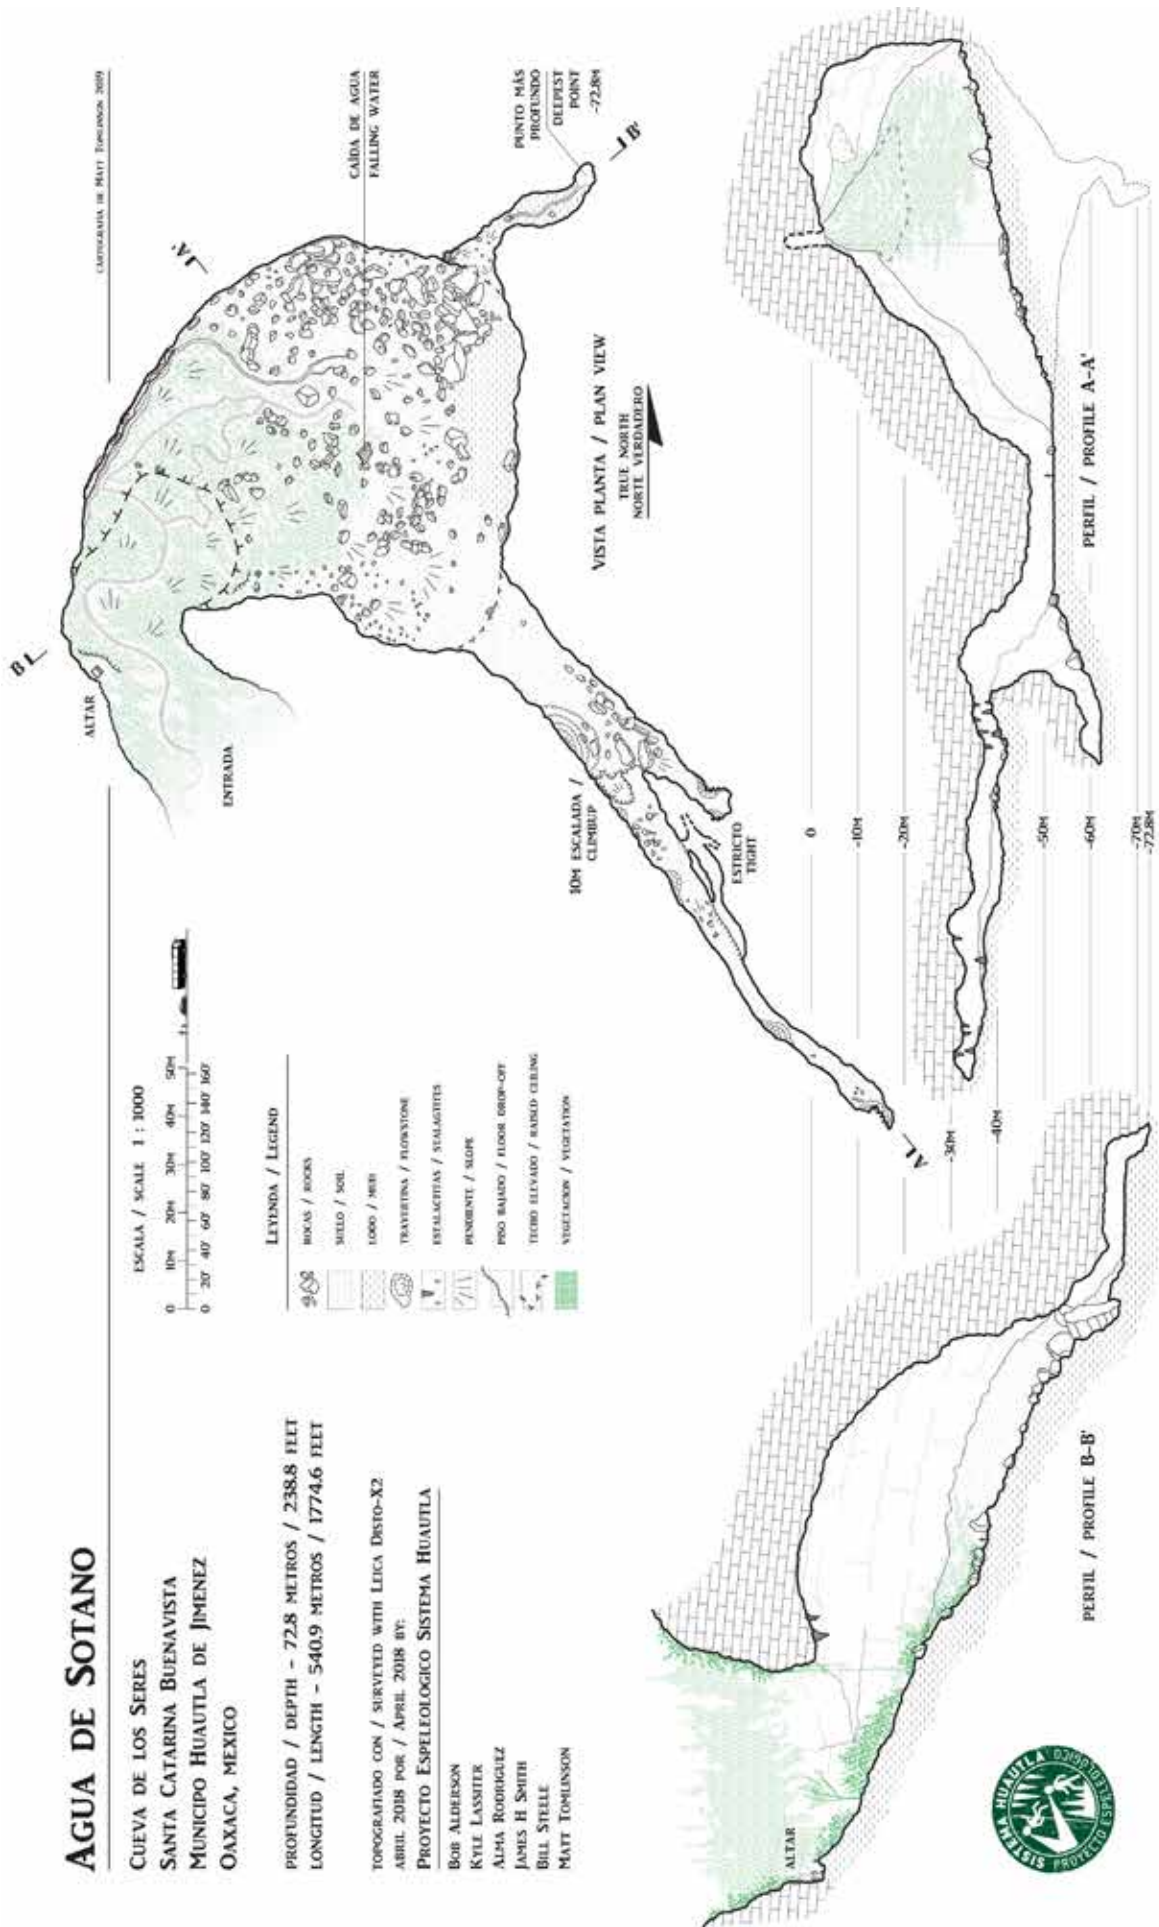 AGUA DE SOTANO
CUEVA DE LOS SERES
SANTA CATARINA BUENAVISTA
MUNICIPO HUAUTLA DE JIMENEZ
OAXACA, MEXICO
PROFUNDIDAD / DEPTH - 72.8 METROS / 238.8 FEET
LONGITUD / LENGTH - 540.9 METROS / 1774.6 FEET
TOPOGRAFIADO CON / SURVEYED WITH LEICA DISTO-X2
ABRIL 2018 POR / APRIL 2018 BY:
PROYECTO ESPELEOLOGICO SISTEMA HUAUTLA
BOB ALDERSON
KYLE LASSITER
ALMA RODRIGUEZ
JAMES H SMITH
BILL STEELE
MATT TOMLINSON
ESCALA / SCALE 1 : 1000
0 10M 20M 30M 40M 50M
0 20' 40' 60' 80' 100' 120' 140' 160'
LEYENDA / LEGEND
ROCAS / ROCKS
SUELO / SOIL
LODO / MUD
TRAVERTINA / FLOWSTONE
ESTALACTITAS / STALAGTITES
PENDIENTE / SLOPE
PISO BAJADO / FLOOR DROP-OFF
TECHO ELEVADO / RAISED CEILING
VEGETACION / VEGETATION
CARTOGRAFIA DE MATT TOMLINSON 2019
B
ALTAR
ENTRADA
A'
CAÍDA DE AGUA
FALLING WATER
PUNTO MÁS
PROFUNDO
DEEPEST
POINT
-72.8M
B'
10M ESCALADA /
CLIMBUP
ESTRICTO
TIGHT
A
VISTA PLANTA / PLAN VIEW
TRUE NORTH
NORTE VERDADERO
0
-10M
-20M
-30M
-40M
-50M
-60M
-70M
-72.8M
PERFIL / PROFILE A-A'
ALTAR
PERFIL / PROFILE B-B'
SISTEMA HUAUTLA
PROYECTO ESPELEOLÓGICO